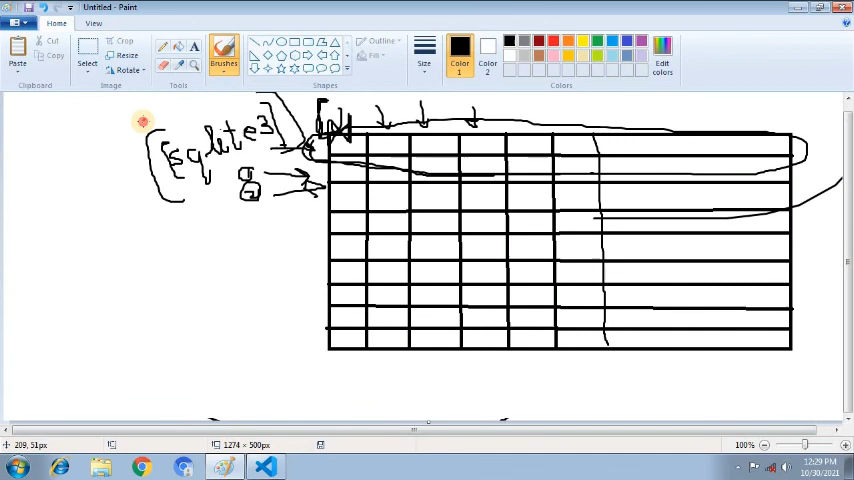 Untitled - Paint
Home View
Paste
Cut
Copy
Clipboard
Select
Crop
Resize
Rotate
Image
A
Tools
Brushes
Shapes
Outline
Fill
Size
Color 1
Color 2
Edit colors
Colors
sqlite3
209, 51px
1274 × 500px
100%
12:29 PM
10/30/2021